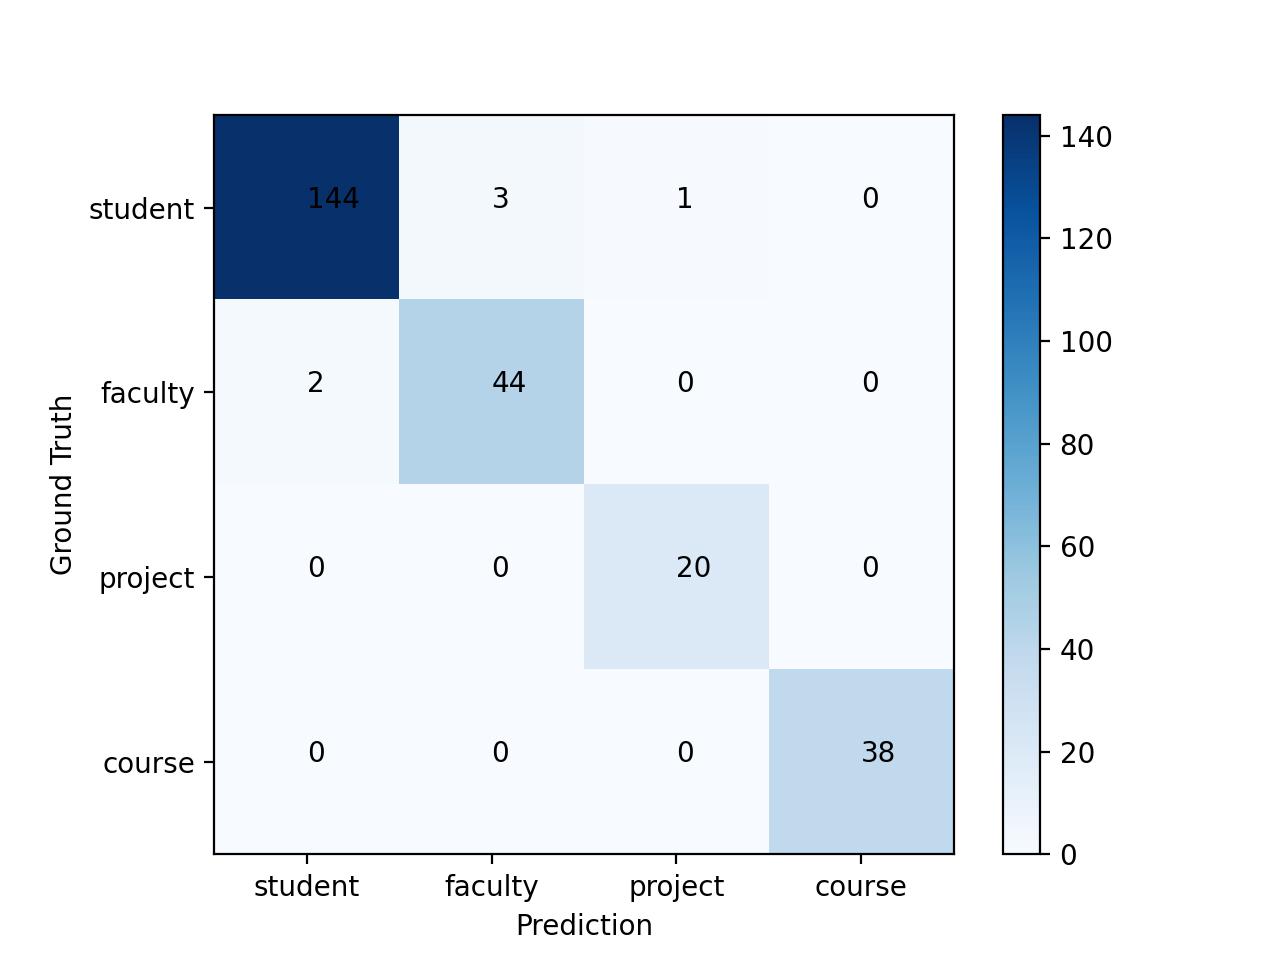 student 144 3 1 0
faculty 2 44 0 0
project 0 0 20 0
course 0 0 0 38
student faculty project course
Prediction
Ground Truth
140
120
100
80
60
40
20
0